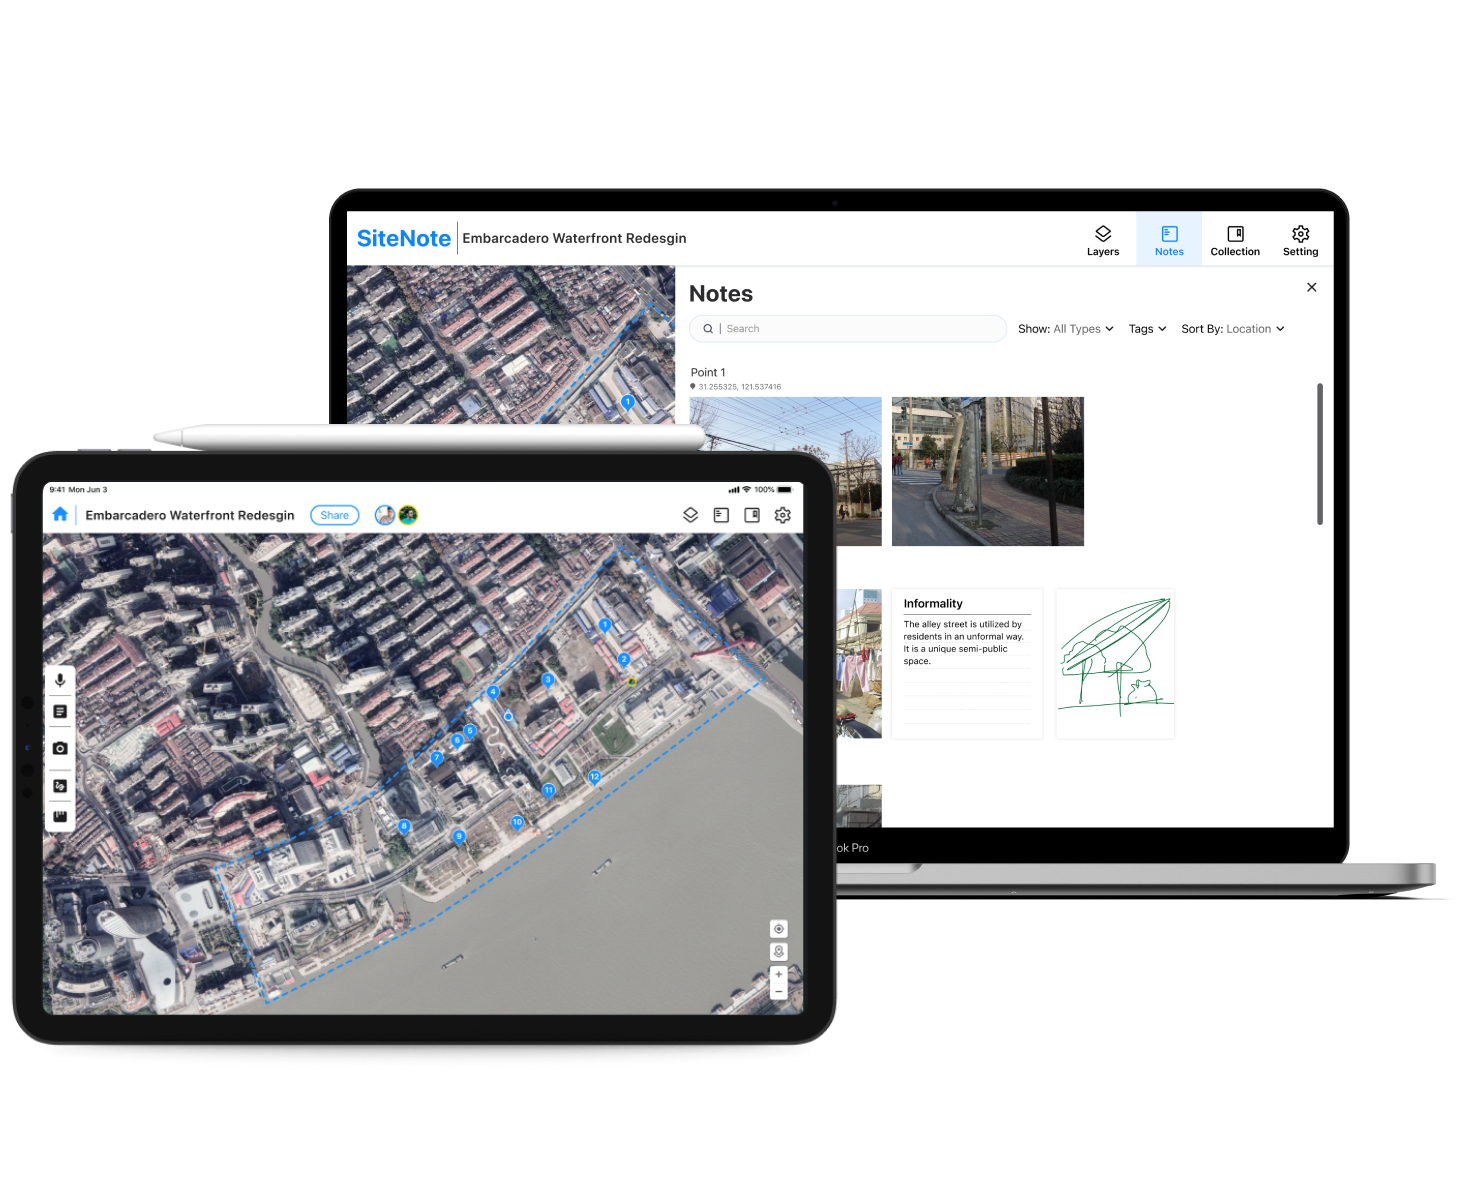 SiteNote
Embarcadero Waterfront Redesgin
Layers
Notes
Collection
Setting
Notes
Search
Show: All Types
Tags
Sort By: Location
Point 1
31.255325, 121.537416
1
Informality
The alley street is utilized by
residents in an unformal way.
It is a unique semi-public
space.
ok Pro
9:41 Mon Jun 3
100%
Embarcadero Waterfront Redesgin
Share
1
2
3
4
5
6
7
8
9
10
11
12
+
−